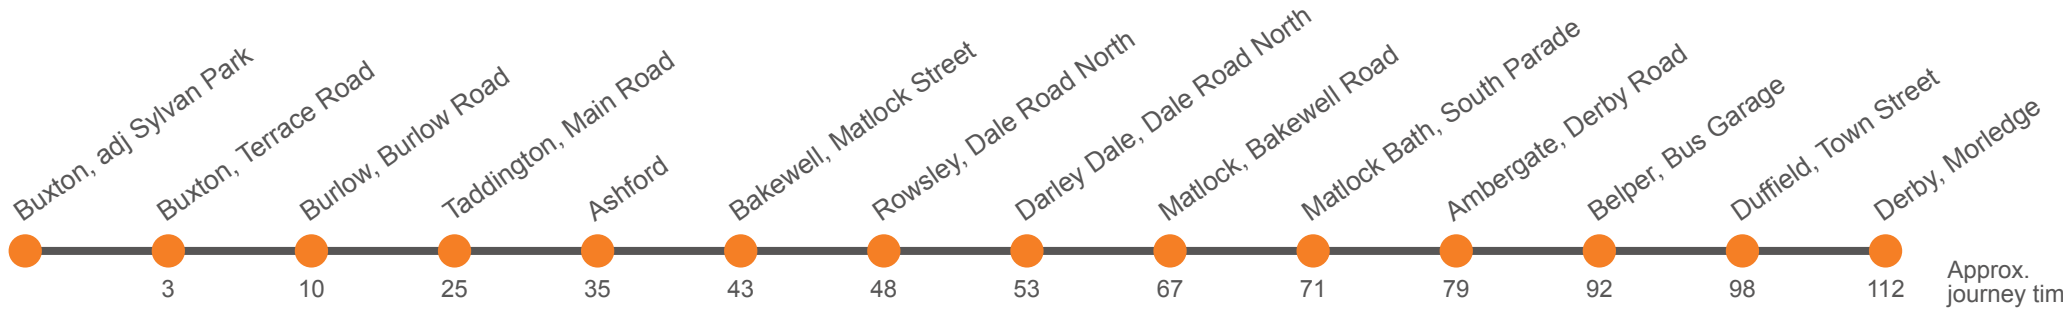 Buxton, adj Sylvan Park
Buxton, Terrace Road
Burlow, Burlow Road
Taddington, Main Road
Ashford
Bakewell, Matlock Street
Rowsley, Dale Road North
Darley Dale, Dale Road North
Matlock, Bakewell Road
Matlock Bath, South Parade
Ambergate, Derby Road
Belper, Bus Garage
Duffield, Town Street
Derby, Morledge
3 10 25 35 43 48 53 67 71 79 92 98 112
Approx.
journey tim